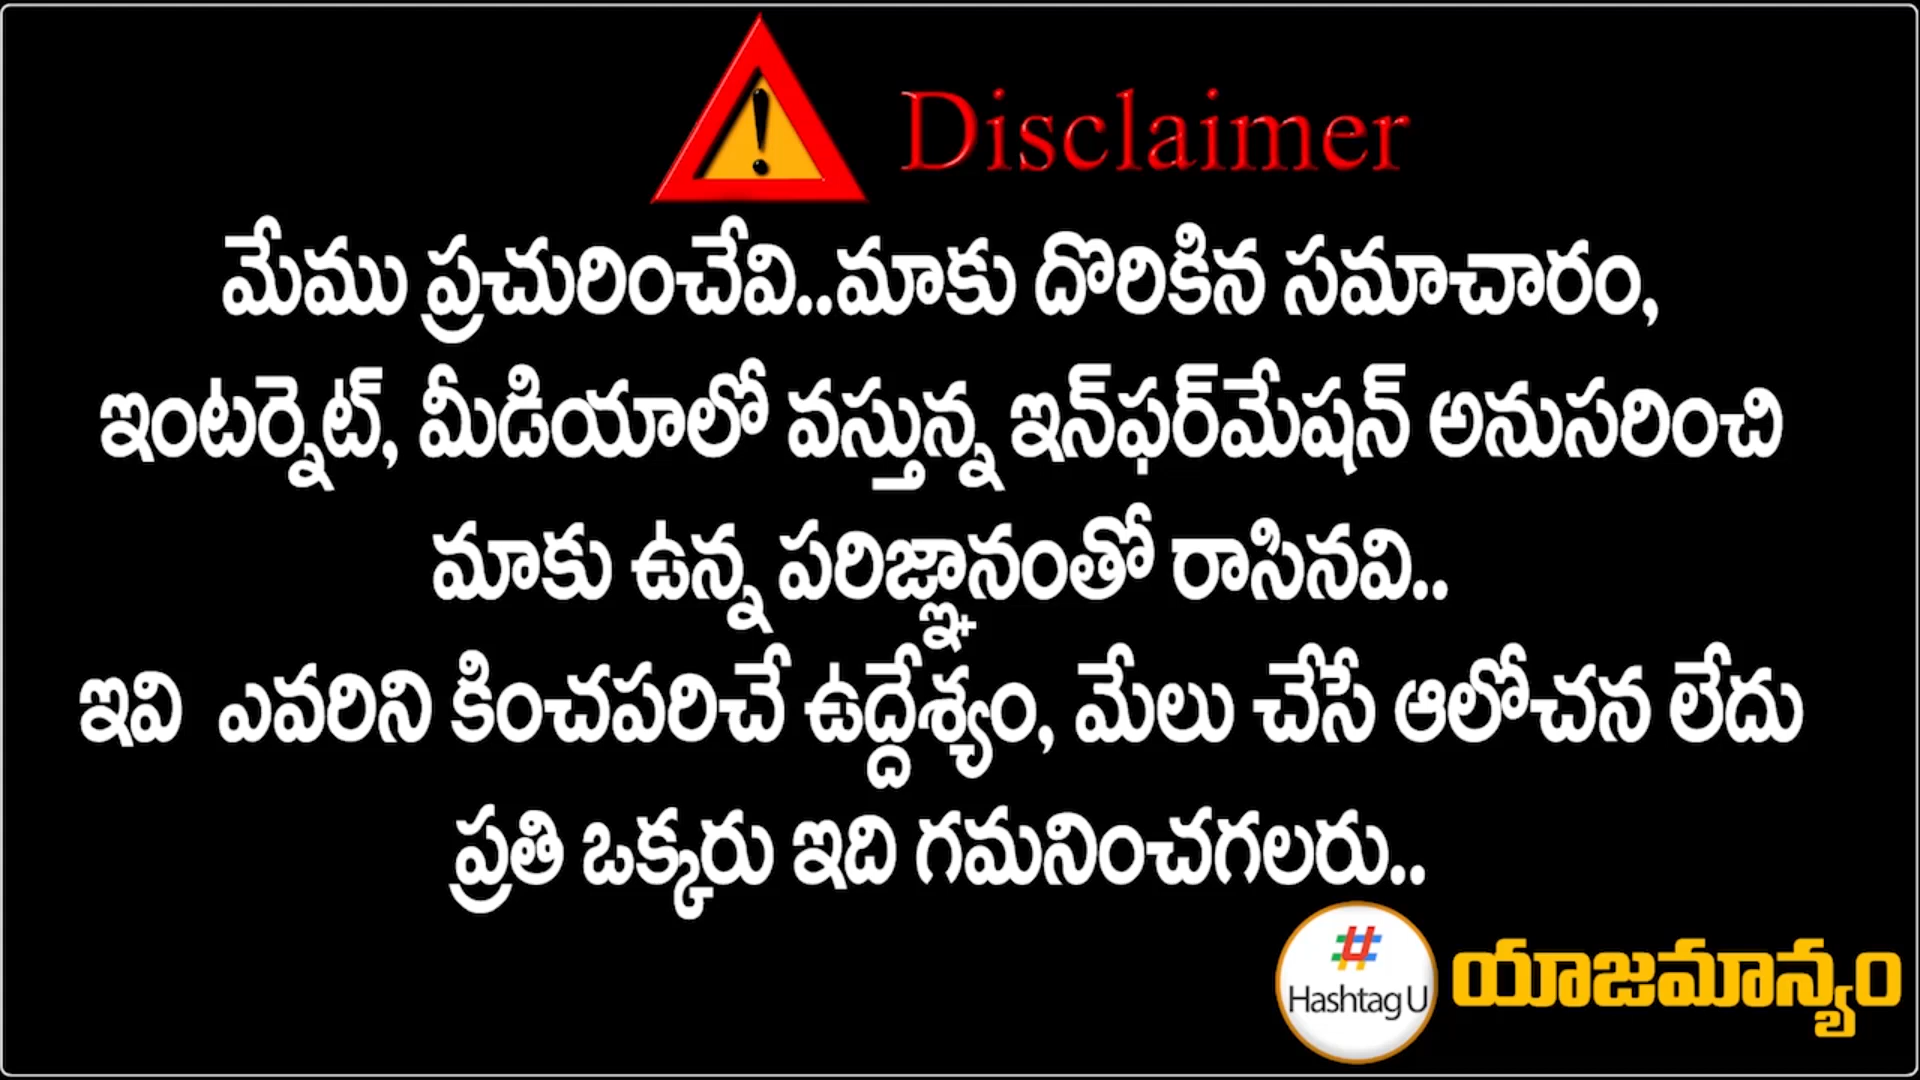 Disclaimer
మేము ప్రచురించేవి..మాకు దొరికిన సమాచారం,
ఇంటర్నెట్, మీడియాలో వస్తున్న ఇన్‌ఫర్‌మేషన్ అనుసరించి
మాకు ఉన్న పరిజ్ఞానంతో రాసినవి..
ఇవి ఎవరిని కించపరిచే ఉద్దేశ్యం, మేలు చేసే ఆలోచన లేదు
ప్రతి ఒక్కరు ఇది గమనించగలరు..
# Hashtag U
యాజమాన్యం